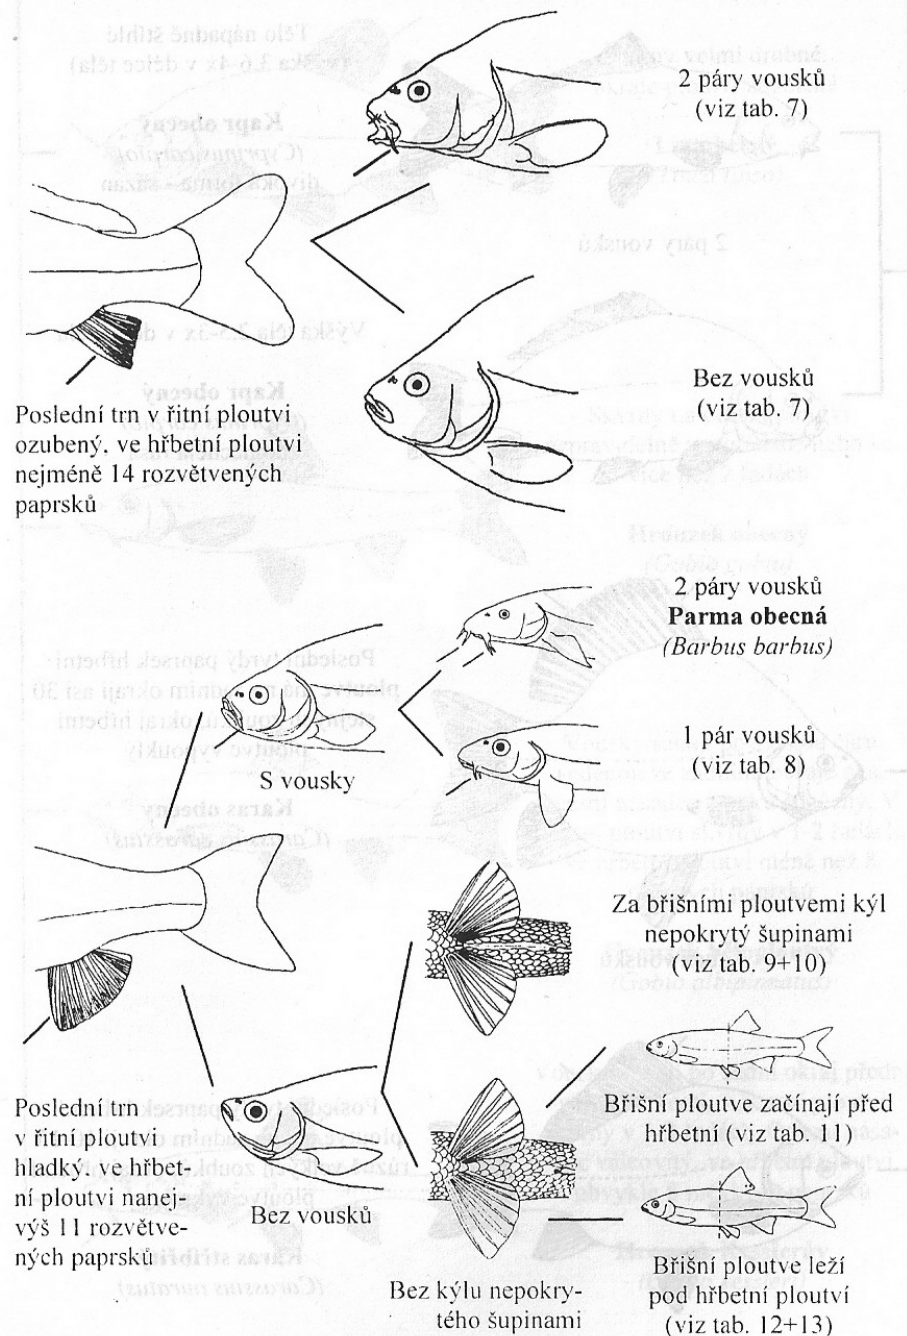 2 páry vousků
(viz tab. 7)
Bez vousků
(viz tab. 7)
Poslední trn v řitní ploutvi
ozubený, ve hřbetní ploutvi
nejméně 14 rozvětvených
paprsků
2 páry vousků
Parma obecná
(Barbus barbus)
1 pár vousků
(viz tab. 8)
S vousky
Za břišními ploutvemi kýl
nepokrytý šupinami
(viz tab. 9+10)
Břišní ploutve začínají před
hřbetní (viz tab. 11)
Poslední trn
v řitní ploutvi
hladký, ve hřbet-
ní ploutvi nanej-
výš 11 rozvětve-
ných paprsků
Bez vousků
Bez kýlu nepokry-
tého šupinami
Břišní ploutve leží
pod hřbetní ploutví
(viz tab. 12+13)